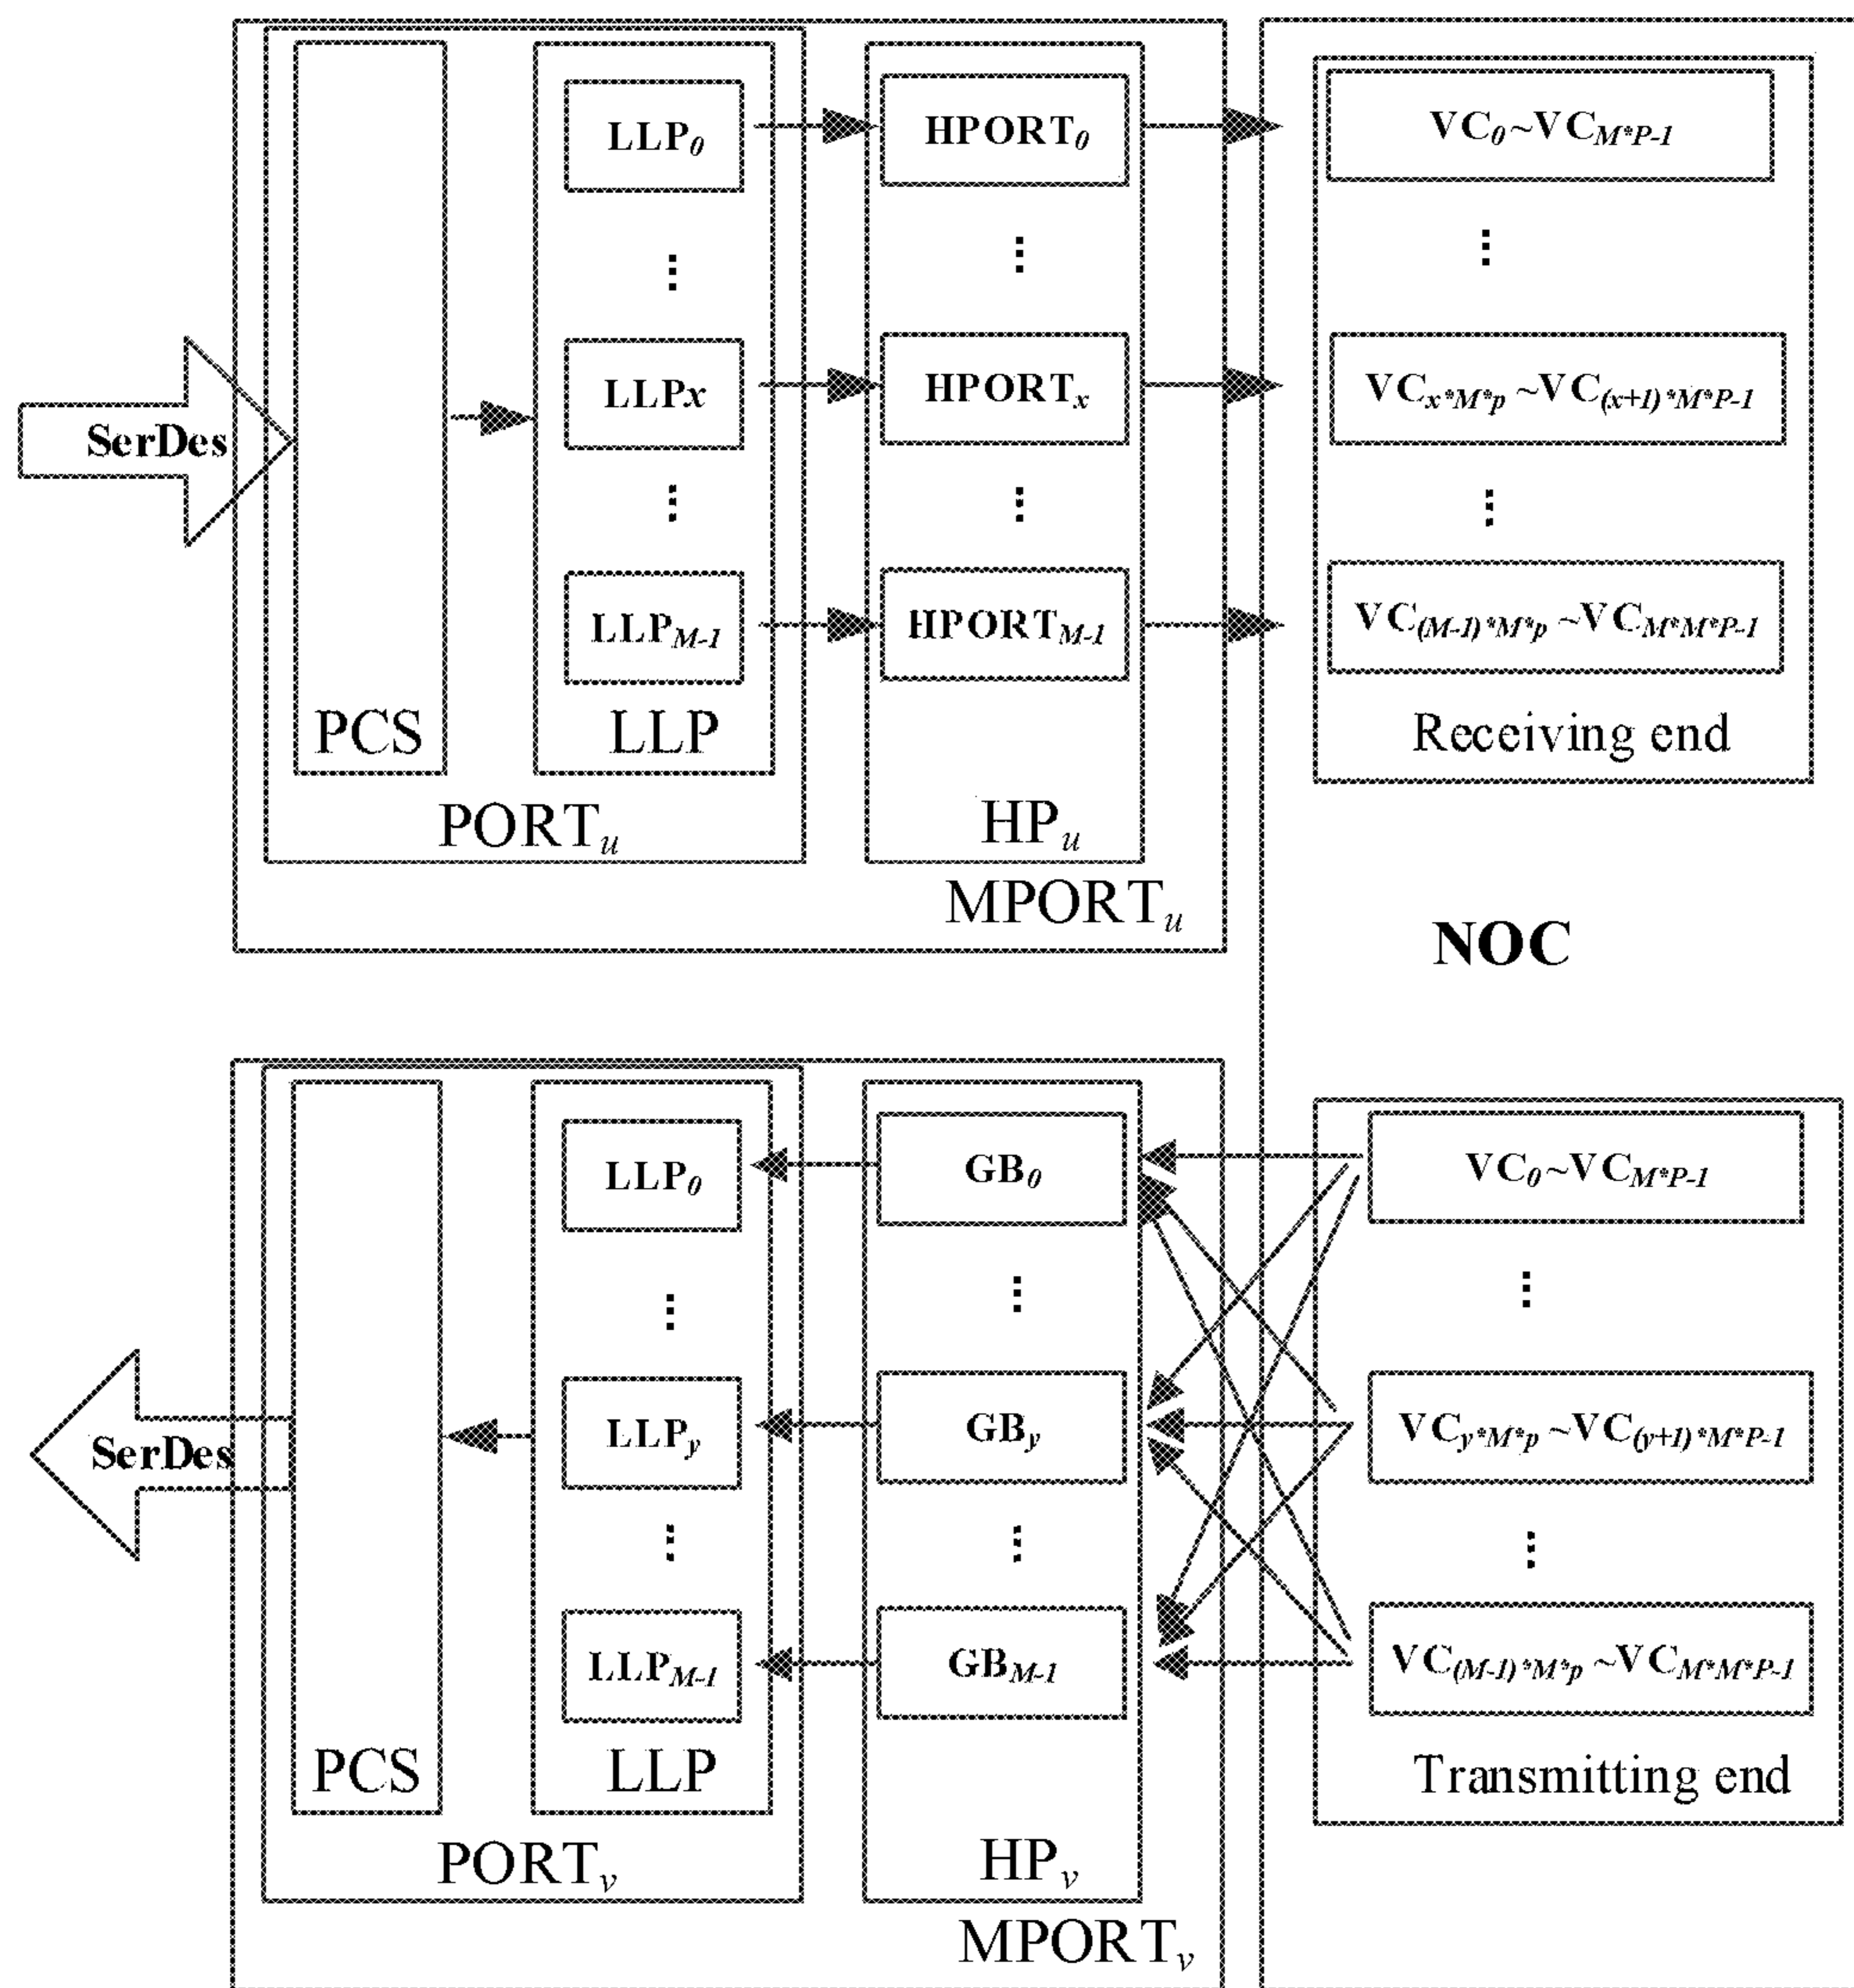 LLP0 HPORT0 VC0~VCM*P-1
⋮ ⋮ ⋮
LLPx HPORTx VCx*M*p ~VC(x+1)*M*P-1
SerDes
⋮ ⋮ ⋮
LLPM-1 HPORTM-1 VC(M-1)*M*p ~VCM*M*P-1
PCS LLP Receiving end
PORTu HPu
MPORTu
NOC
LLP0 GB0 VC0~VCM*P-1
⋮ ⋮ ⋮
LLPy GBy VCy*M*p ~VC(y+1)*M*P-1
SerDes
⋮ ⋮ ⋮
LLPM-1 GBM-1 VC(M-1)*M*p ~VCM*M*P-1
PCS LLP Transmitting end
PORTv HPv
MPORTv